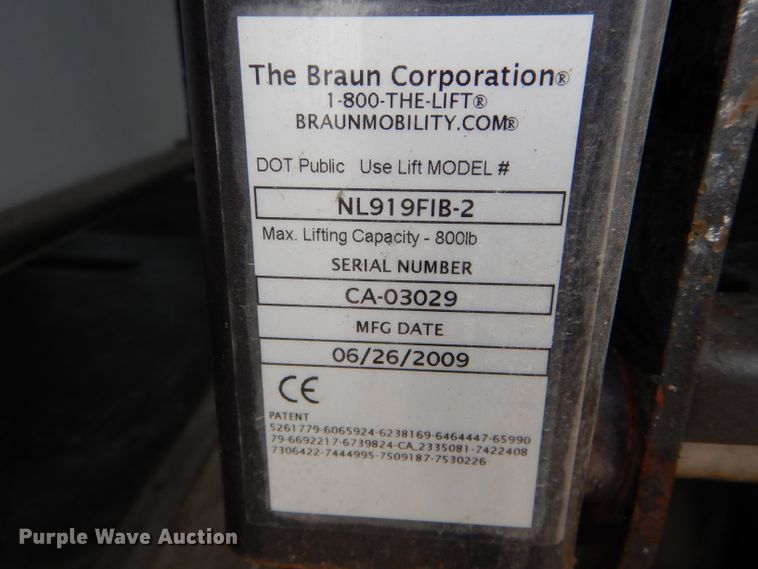 The Braun Corporation®
1-800-THE-LIFT®
BRAUNMOBILITY.COM®
DOT Public Use Lift MODEL #
NL919FIB-2
Max. Lifting Capacity - 800lb
SERIAL NUMBER
CA-03029
MFG DATE
06/26/2009
CE
PATENT
5261779-6065924-6238169-6464447-65990
79-6692217-6739824-CA_2335081-7422408
7306422-7444995-7509187-7530226
Purple Wave Auction